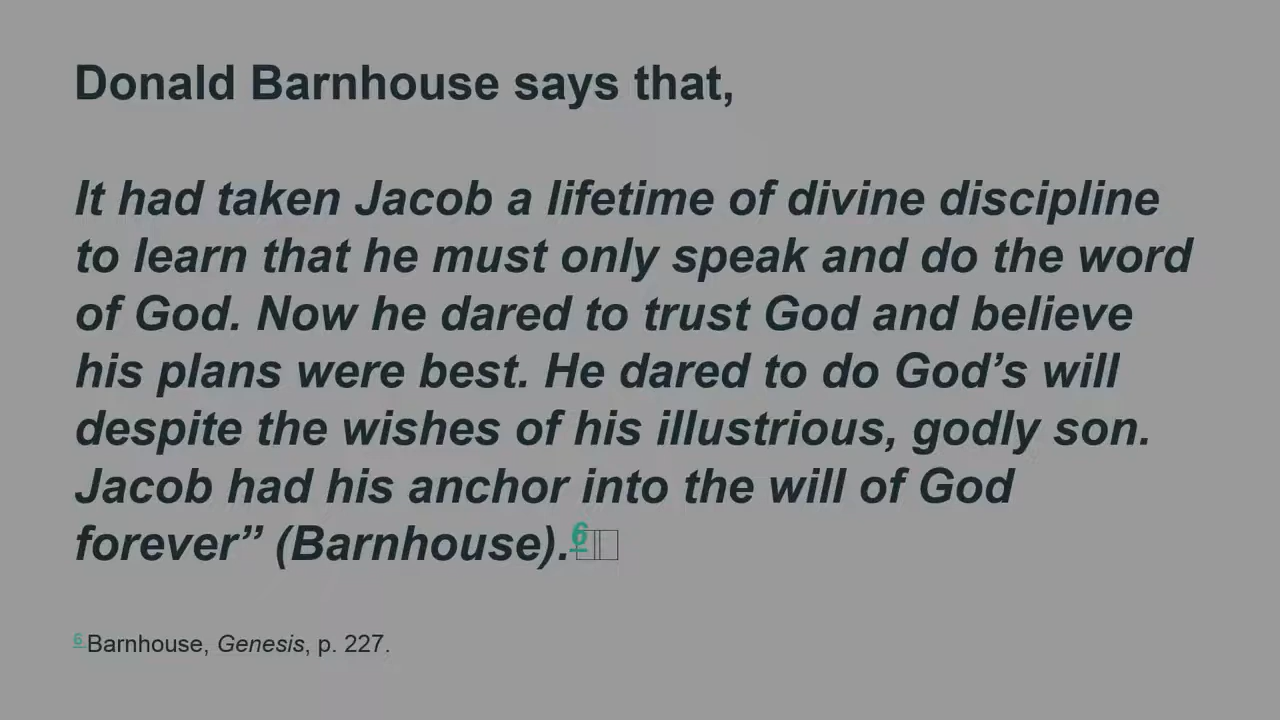 Donald Barnhouse says that,
It had taken Jacob a lifetime of divine discipline
to learn that he must only speak and do the word
of God. Now he dared to trust God and believe
his plans were best. He dared to do God’s will
despite the wishes of his illustrious, godly son.
Jacob had his anchor into the will of God
forever” (Barnhouse).6
6 Barnhouse, Genesis, p. 227.